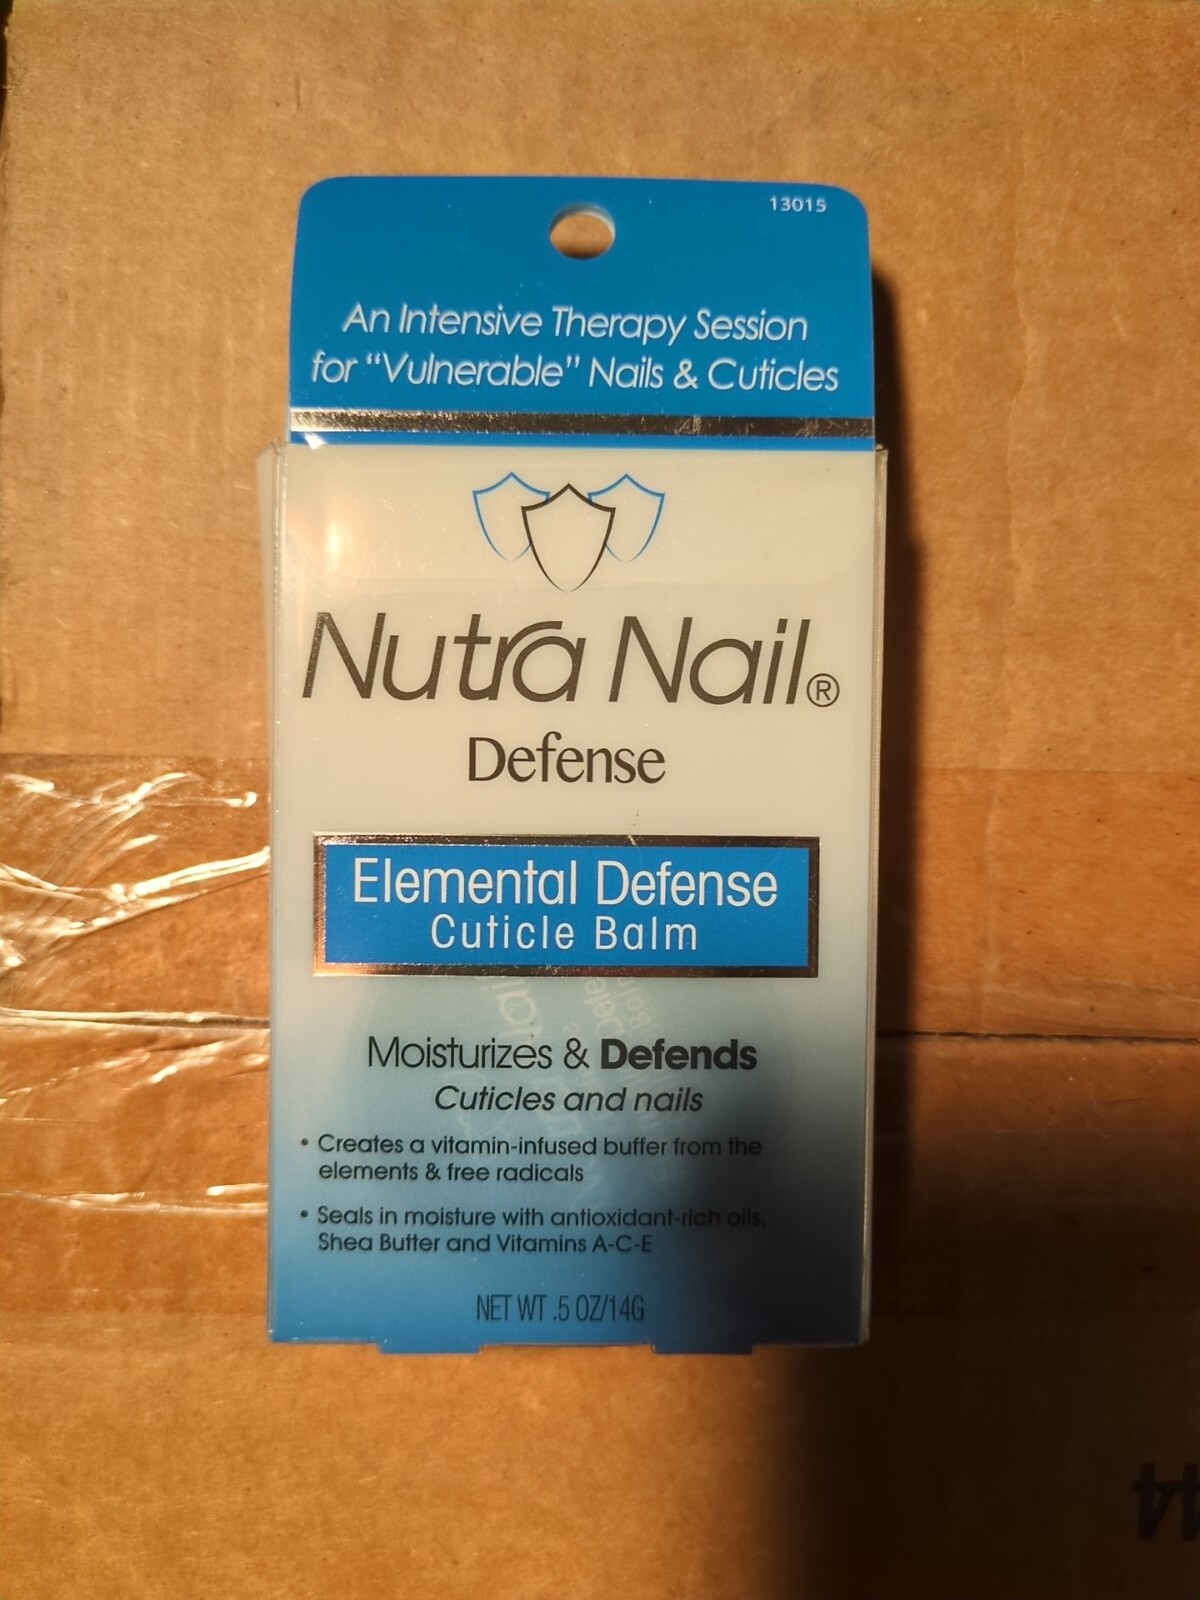 13015
An Intensive Therapy Session
for “Vulnerable” Nails & Cuticles
Nutra Nail®
Defense
Elemental Defense
Cuticle Balm
Moisturizes & Defends
Cuticles and nails
• Creates a vitamin-infused buffer from the
elements & free radicals
• Seals in moisture with antioxidant-rich oils,
Shea Butter and Vitamins A-C-E
NET WT .5 OZ/14G